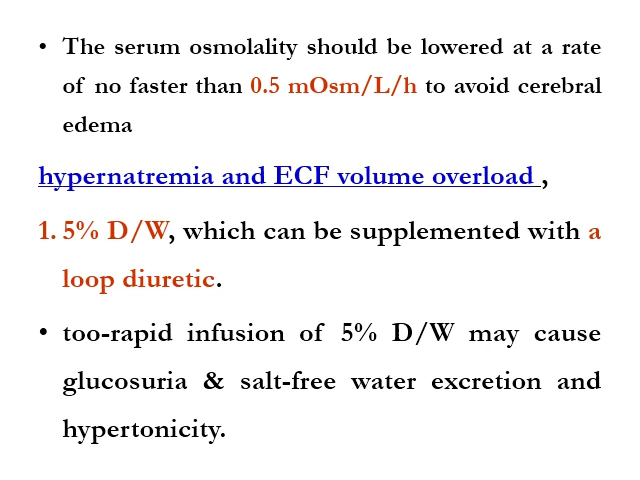 • The serum osmolality should be lowered at a rate
of no faster than 0.5 mOsm/L/h to avoid cerebral
edema
hypernatremia and ECF volume overload ,
1. 5% D/W, which can be supplemented with a
loop diuretic.
• too-rapid infusion of 5% D/W may cause
glucosuria & salt-free water excretion and
hypertonicity.